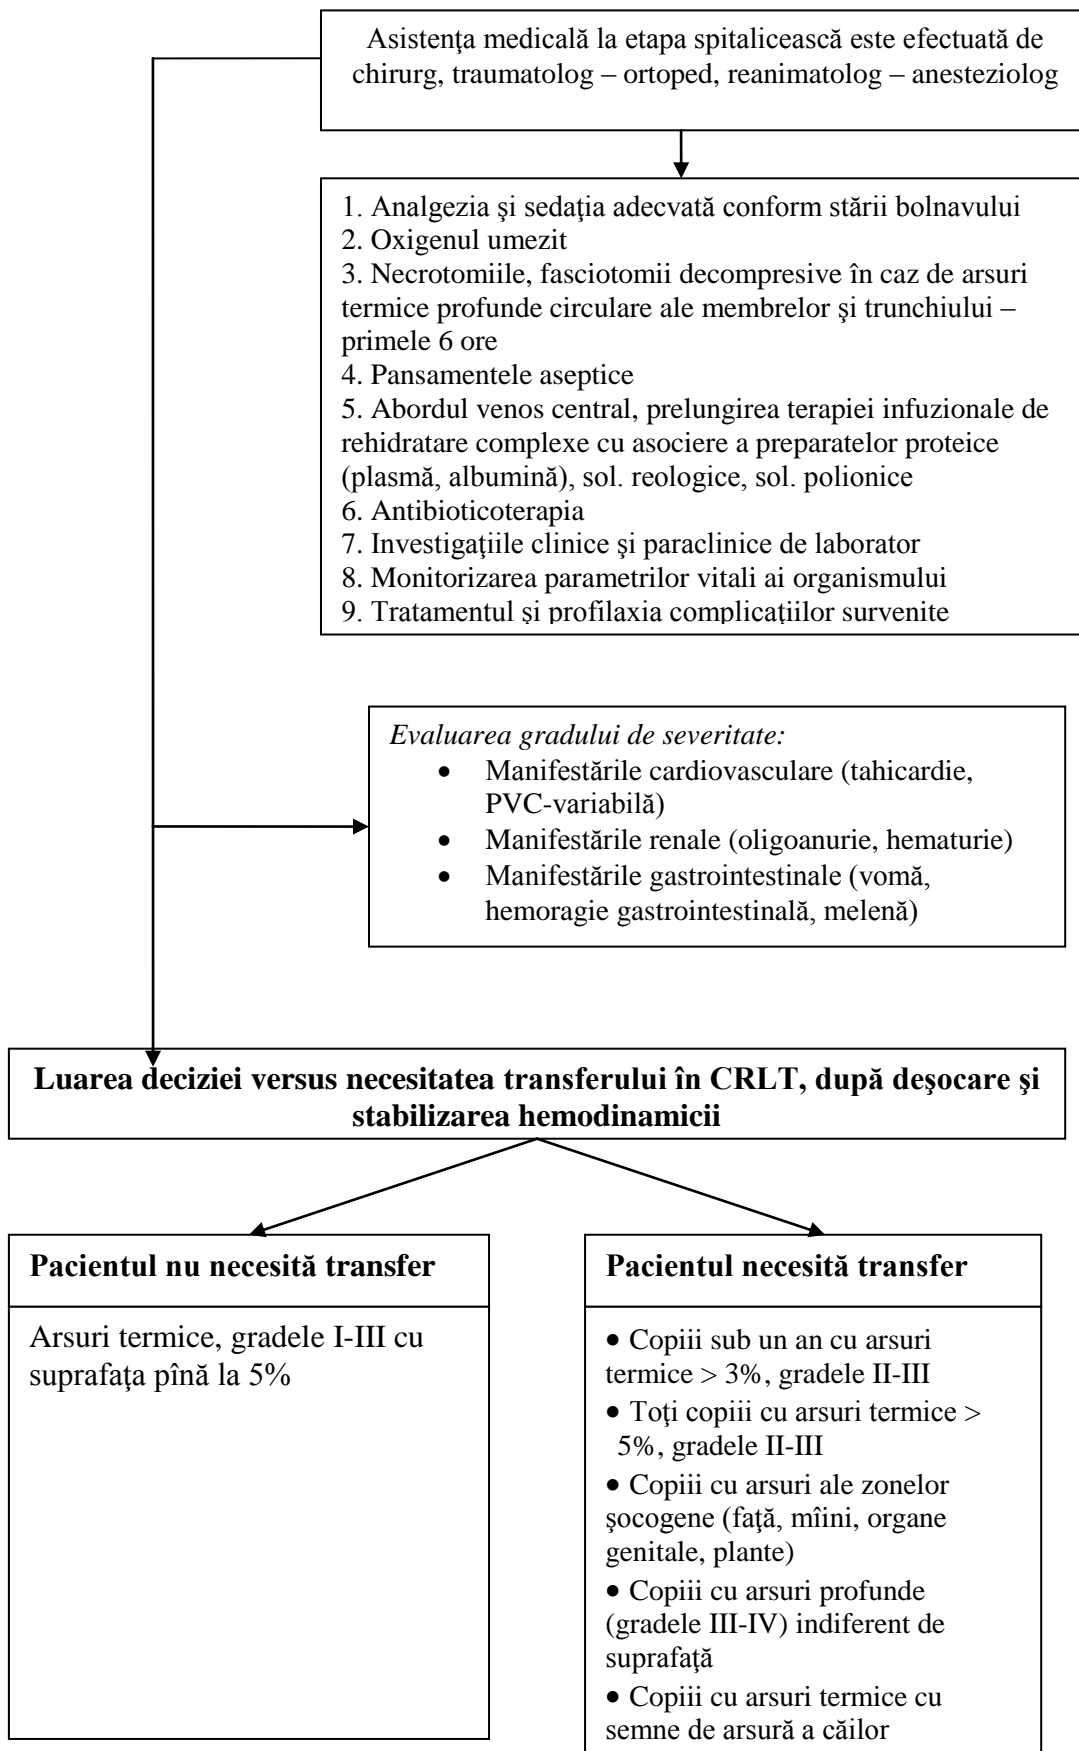 Asistenţa medicală la etapa spitalicească este efectuată de
chirurg, traumatolog – ortoped, reanimatolog – anesteziolog
1. Analgezia şi sedaţia adecvată conform stării bolnavului
2. Oxigenul umezit
3. Necrotomiile, fasciotomii decompresive în caz de arsuri
termice profunde circulare ale membrelor şi trunchiului –
primele 6 ore
4. Pansamentele aseptice
5. Abordul venos central, prelungirea terapiei infuzionale de
rehidratare complexe cu asociere a preparatelor proteice
(plasmă, albumină), sol. reologice, sol. polionice
6. Antibioticoterapia
7. Investigaţiile clinice şi paraclinice de laborator
8. Monitorizarea parametrilor vitali ai organismului
9. Tratamentul şi profilaxia complicaţiilor survenite
Evaluarea gradului de severitate:
• Manifestările cardiovasculare (tahicardie,
PVC-variabilă)
• Manifestările renale (oligoanurie, hematurie)
• Manifestările gastrointestinale (vomă,
hemoragie gastrointestinală, melenă)
Luarea deciziei versus necesitatea transferului în CRLT, după deşocare şi
stabilizarea hemodinamicii
Pacientul nu necesită transfer
Arsuri termice, gradele I-III cu
suprafaţa pînă la 5%
Pacientul necesită transfer
• Copiii sub un an cu arsuri
termice > 3%, gradele II-III
• Toţi copiii cu arsuri termice >
5%, gradele II-III
• Copiii cu arsuri ale zonelor
şocogene (faţă, mîini, organe
genitale, plante)
• Copiii cu arsuri profunde
(gradele III-IV) indiferent de
suprafaţă
• Copiii cu arsuri termice cu
semne de arsură a căilor